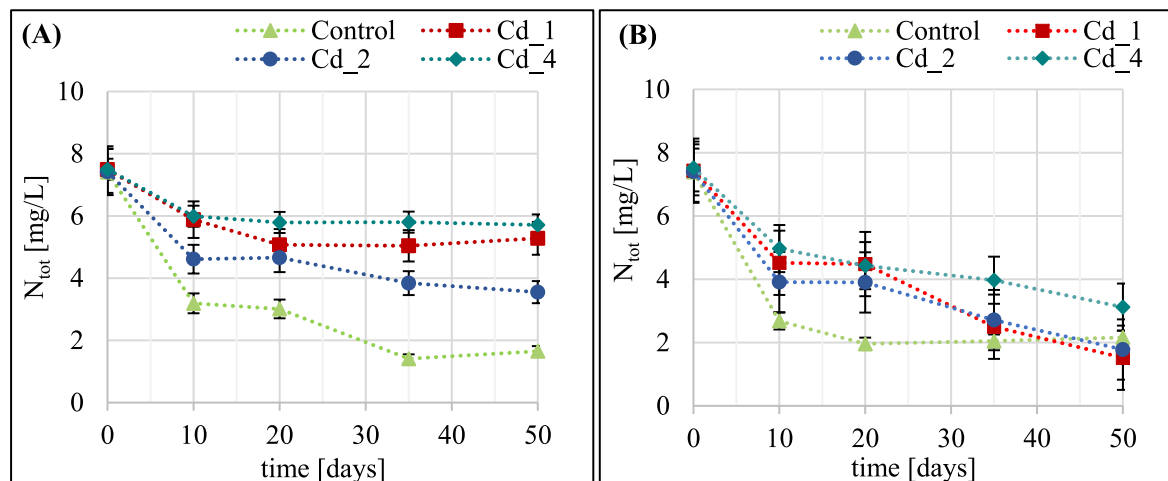 (A)
Control
Cd_1
Cd_2
Cd_4
10
8
6
4
2
0
N_tot [mg/L]
0 10 20 30 40 50
time [days]
(B)
Control
Cd_1
Cd_2
Cd_4
10
8
6
4
2
0
N_tot [mg/L]
0 10 20 30 40 50
time [days]